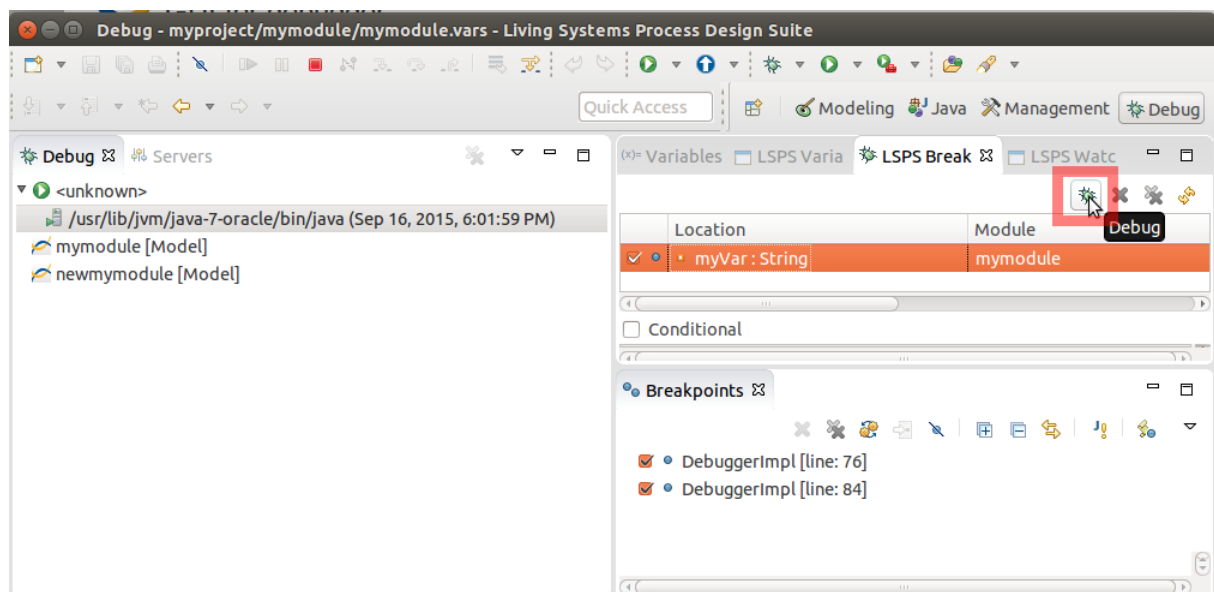 Debug - myproject/mymodule/mymodule.vars - Living Systems Process Design Suite
Quick Access
Modeling Java Management Debug
Debug Servers
<unknown>
/usr/lib/jvm/java-7-oracle/bin/java (Sep 16, 2015, 6:01:59 PM)
mymodule [Model]
newmymodule [Model]
(x)= Variables LSPS Varia LSPS Break LSPS Watc
Debug
Location Module
myVar : String mymodule
Conditional
Breakpoints
DebuggerImpl [line: 76]
DebuggerImpl [line: 84]